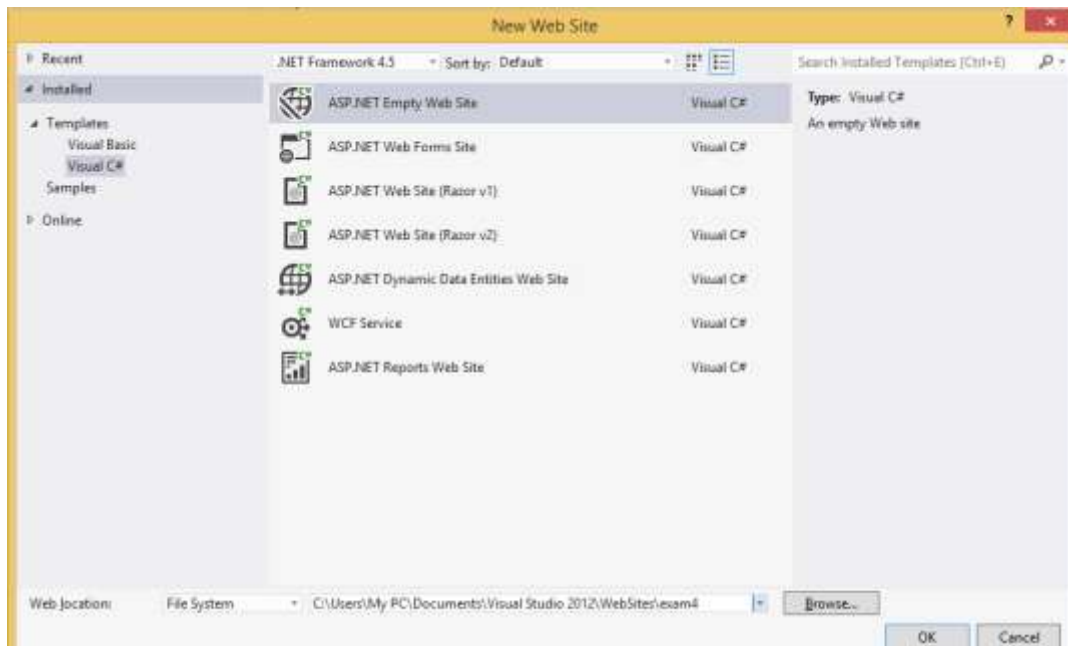 New Web Site
?
Recent
Installed
Templates
Visual Basic
Visual C#
Samples
Online
.NET Framework 4.5
Sort by: Default
Search Installed Templates (Ctrl+E)
ASP.NET Empty Web Site Visual C#
ASP.NET Web Forms Site Visual C#
ASP.NET Web Site (Razor v1) Visual C#
ASP.NET Web Site (Razor v2) Visual C#
ASP.NET Dynamic Data Entities Web Site Visual C#
WCF Service Visual C#
ASP.NET Reports Web Site Visual C#
Type: Visual C#
An empty Web site
Web location: File System C:\Users\My PC\Documents\Visual Studio 2012\WebSites\exam4 Browse...
OK Cancel